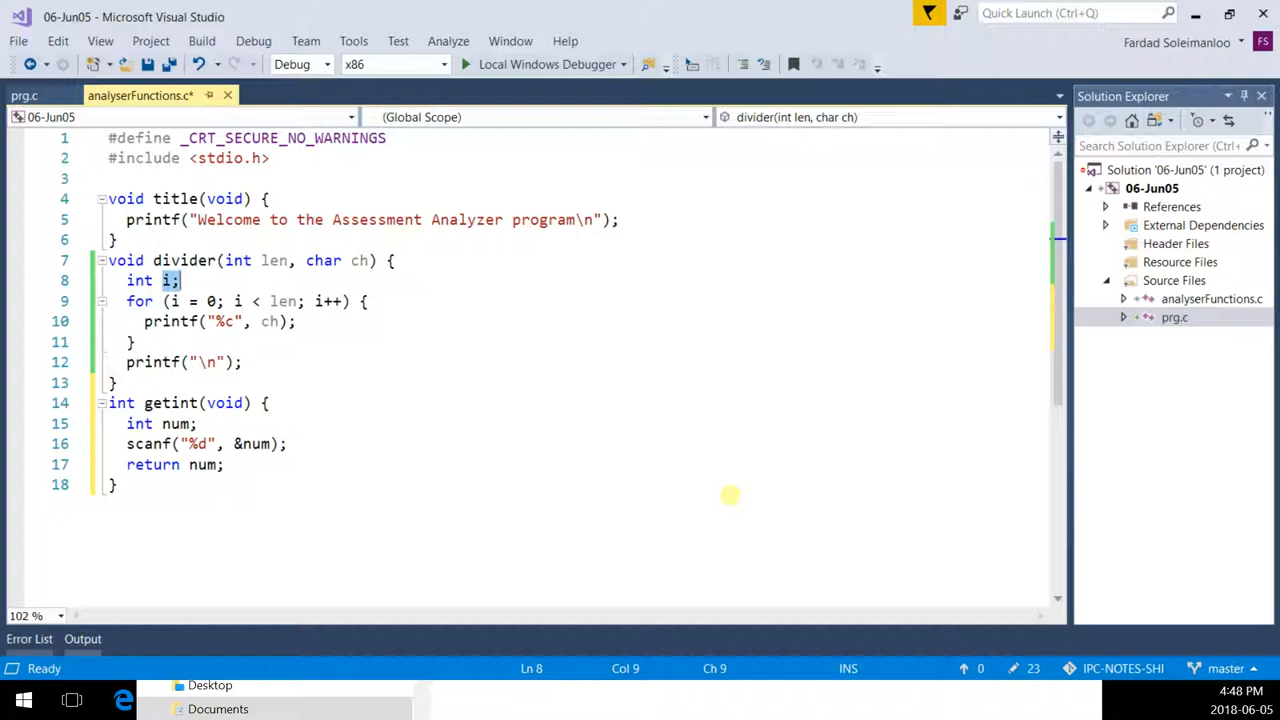 06-Jun05 - Microsoft Visual Studio
Quick Launch (Ctrl+Q)
File Edit View Project Build Debug Team Tools Test Analyze Window Help
Fardad Soleimanloo FS
Debug x86 Local Windows Debugger
prg.c analyserFunctions.c*
06-Jun05 (Global Scope) divider(int len, char ch)
1 #define _CRT_SECURE_NO_WARNINGS
2 #include <stdio.h>
3
4 void title(void) {
5 printf("Welcome to the Assessment Analyzer program\n");
6 }
7 void divider(int len, char ch) {
8 int i;
9 for (i = 0; i < len; i++) {
10 printf("%c", ch);
11 }
12 printf("\n");
13 }
14 int getint(void) {
15 int num;
16 scanf("%d", &num);
17 return num;
18 }
102 %
Solution Explorer
Search Solution Explorer (Ctrl+
Solution '06-Jun05' (1 project)
06-Jun05
References
External Dependencies
Header Files
Resource Files
Source Files
analyserFunctions.c
prg.c
Error List Output
Ready Ln 8 Col 9 Ch 9 INS 0 23 IPC-NOTES-SHI master
Desktop
Documents
4:48 PM
2018-06-05